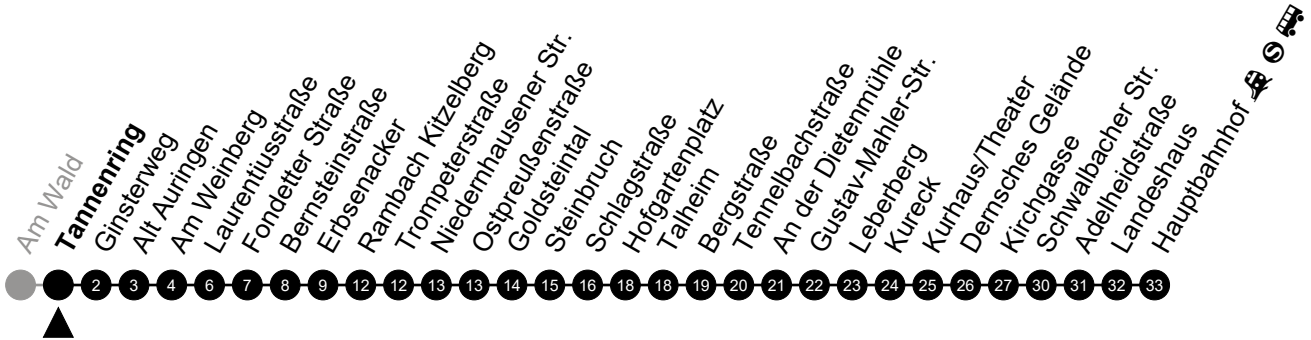 Am Wald
Tannenring
Ginsterweg
Alt Auringen
Am Weinberg
Laurentiusstraße
Fondetter Straße
Bernsteinstraße
Erbsenacker
Rambach Kitzelberg
Trompeterstraße
Niedernhausener Str.
Ostpreußenstraße
Goldsteintal
Steinbruch
Schlagstraße
Hofgartenplatz
Talheim
Bergstraße
Tennelbachstraße
An der Dietenmühle
Gustav-Mahler-Str.
Leberberg
Kureck
Kurhaus/Theater
Dernsches Gelände
Kirchgasse
Schwalbacher Str.
Adelheidstraße
Landeshaus
Hauptbahnhof S
2 3 4 6 7 8 9 12 12 13 13 14 15 16 18 18 19 20 21 22 23 24 25 26 27 30 31 32 33